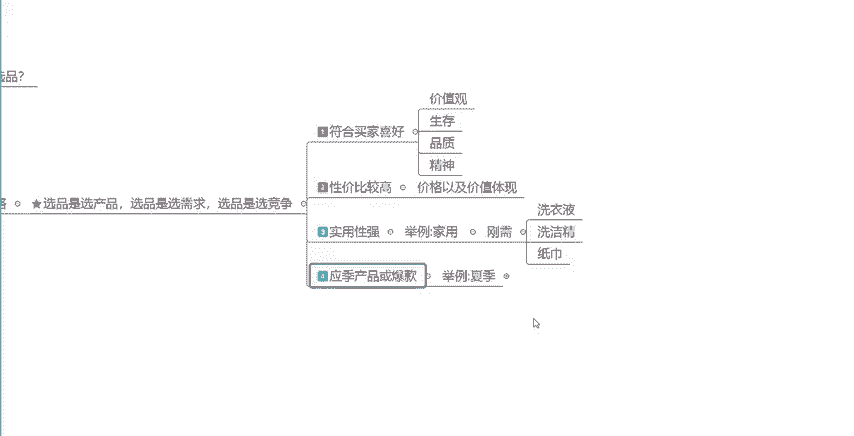 选品?
价值观
生存
1符合买家喜好
品质
精神
2性价比较高 价格以及价值体现
★选品是选产品，选品是选需求，选品是选竞争
洗衣液
3实用性强 举例:家用 刚需 洗洁精
纸巾
4应季产品或爆款 举例:夏季